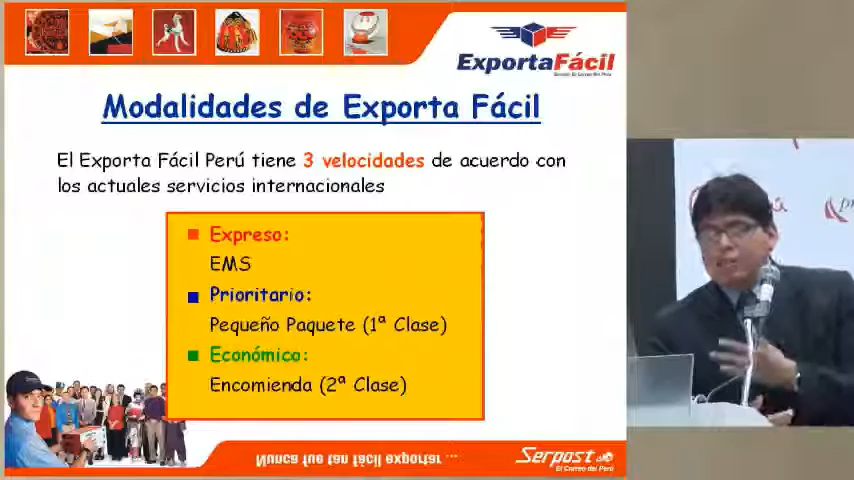 ExportaFácil
Modalidades de Exporta Fácil
El Exporta Fácil Perú tiene 3 velocidades de acuerdo con
los actuales servicios internacionales
Expreso:
EMS
Prioritario:
Pequeño Paquete (1ª Clase)
Económico:
Encomienda (2ª Clase)
Nunca fue tan fácil exportar ...
Serpost
El Correo del Perú